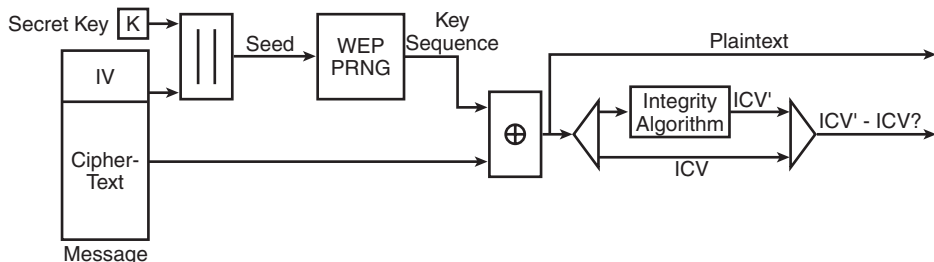 Secret Key K
IV
Cipher-
Text
Message
||
Seed
WEP
PRNG
Key
Sequence
⊕
Plaintext
Integrity
Algorithm
ICV'
ICV
ICV' - ICV?